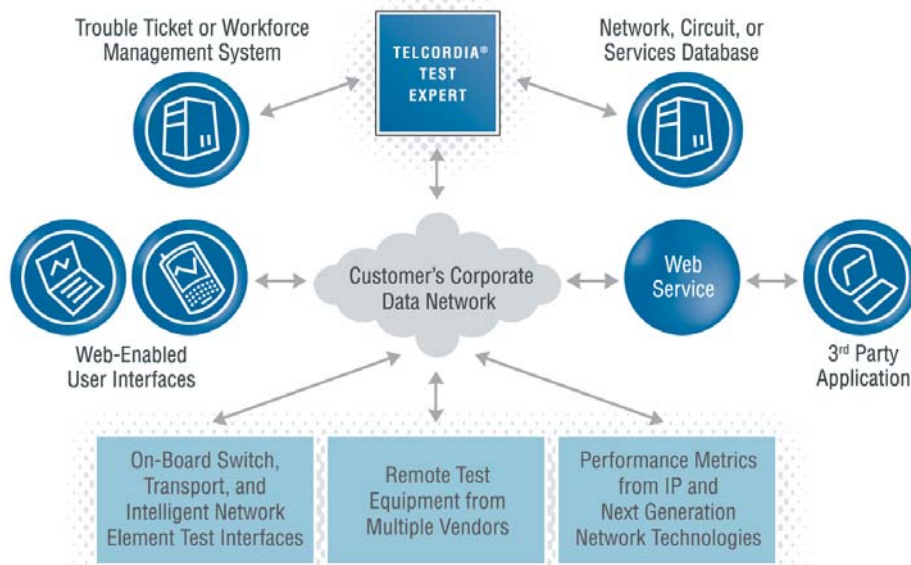 Trouble Ticket or Workforce
Management System
TELCORDIA®
TEST
EXPERT
Network, Circuit, or
Services Database
Customer's Corporate
Data Network
Web
Service
Web-Enabled
User Interfaces
3rd Party
Application
On-Board Switch,
Transport, and
Intelligent Network
Element Test Interfaces
Remote Test
Equipment from
Multiple Vendors
Performance Metrics
from IP and
Next Generation
Network Technologies